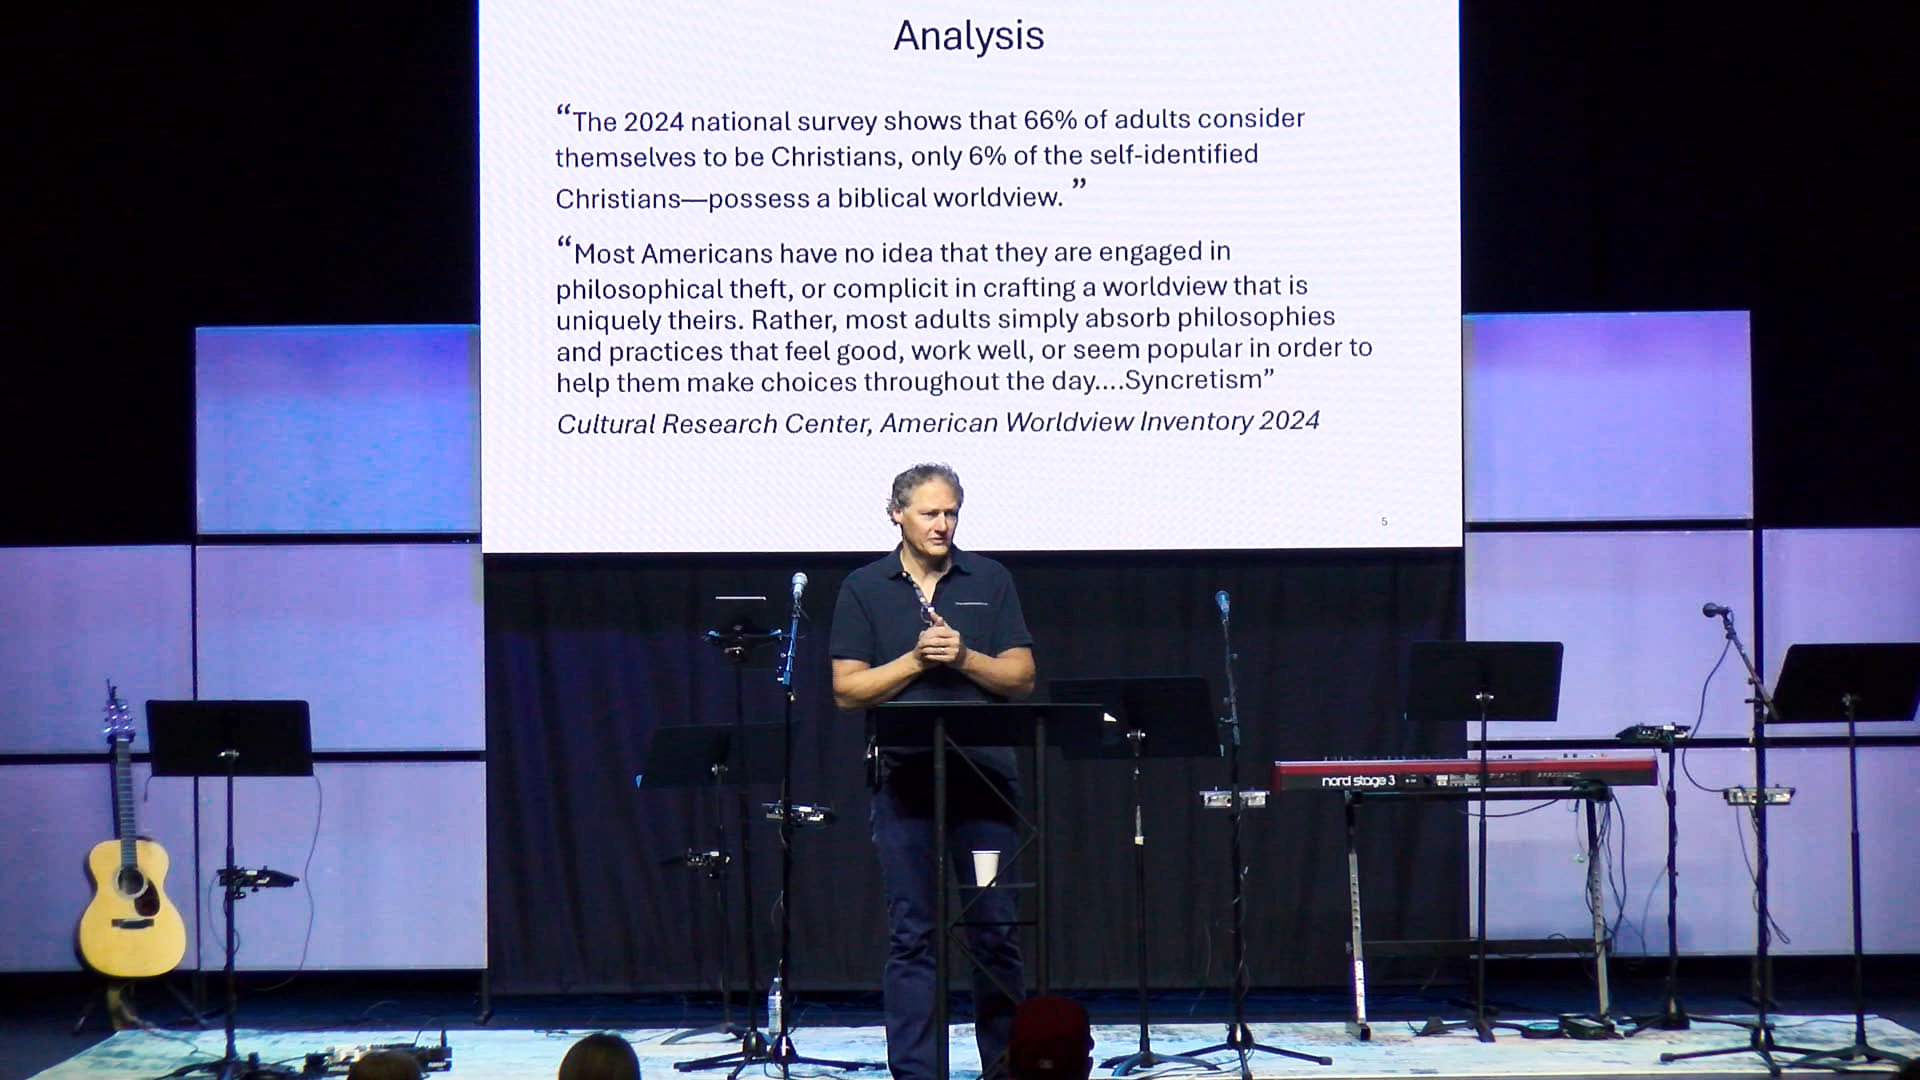 Analysis
“The 2024 national survey shows that 66% of adults consider
themselves to be Christians, only 6% of the self-identified
Christians—possess a biblical worldview. ”
“Most Americans have no idea that they are engaged in
philosophical theft, or complicit in crafting a worldview that is
uniquely theirs. Rather, most adults simply absorb philosophies
and practices that feel good, work well, or seem popular in order to
help them make choices throughout the day....Syncretism”
Cultural Research Center, American Worldview Inventory 2024
5
nord stage 3